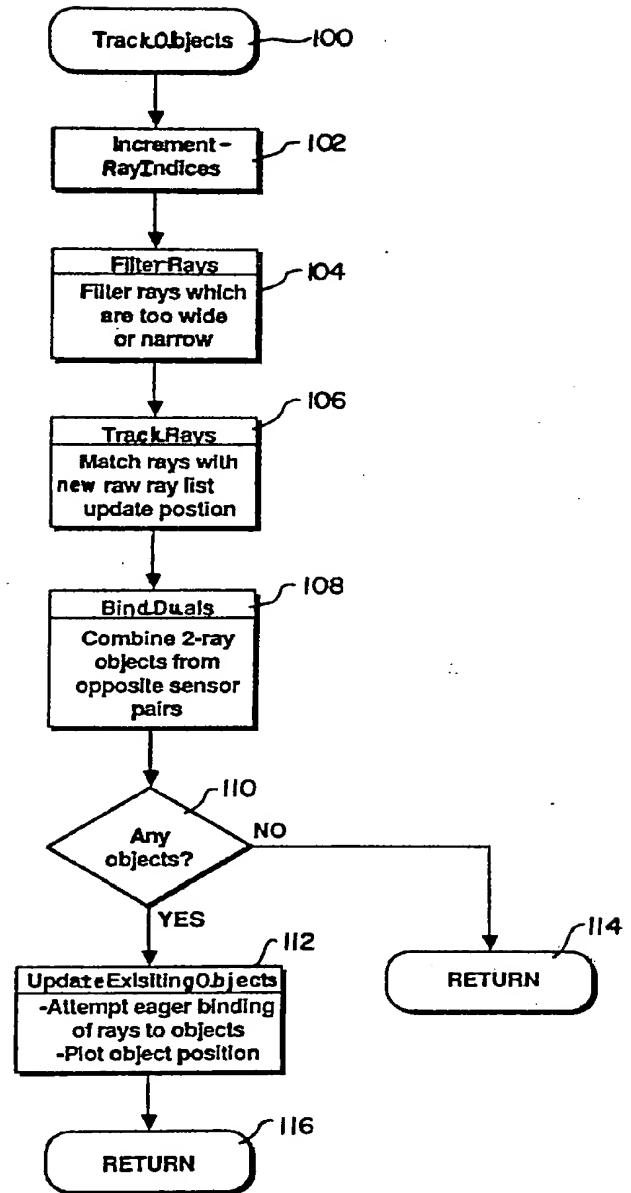 TrackObjects
100
Increment-
RayIndices
102
FilterRays
Filter rays which
are too wide
or narrow
104
TrackRays
Match rays with
new raw ray list
update postion
106
BindDuals
Combine 2-ray
objects from
opposite sensor
pairs
108
Any
objects?
110
NO
YES
RETURN
114
UpdateExisitingObjects
-Attempt eager binding
of rays to objects
-Plot object position
112
RETURN
116